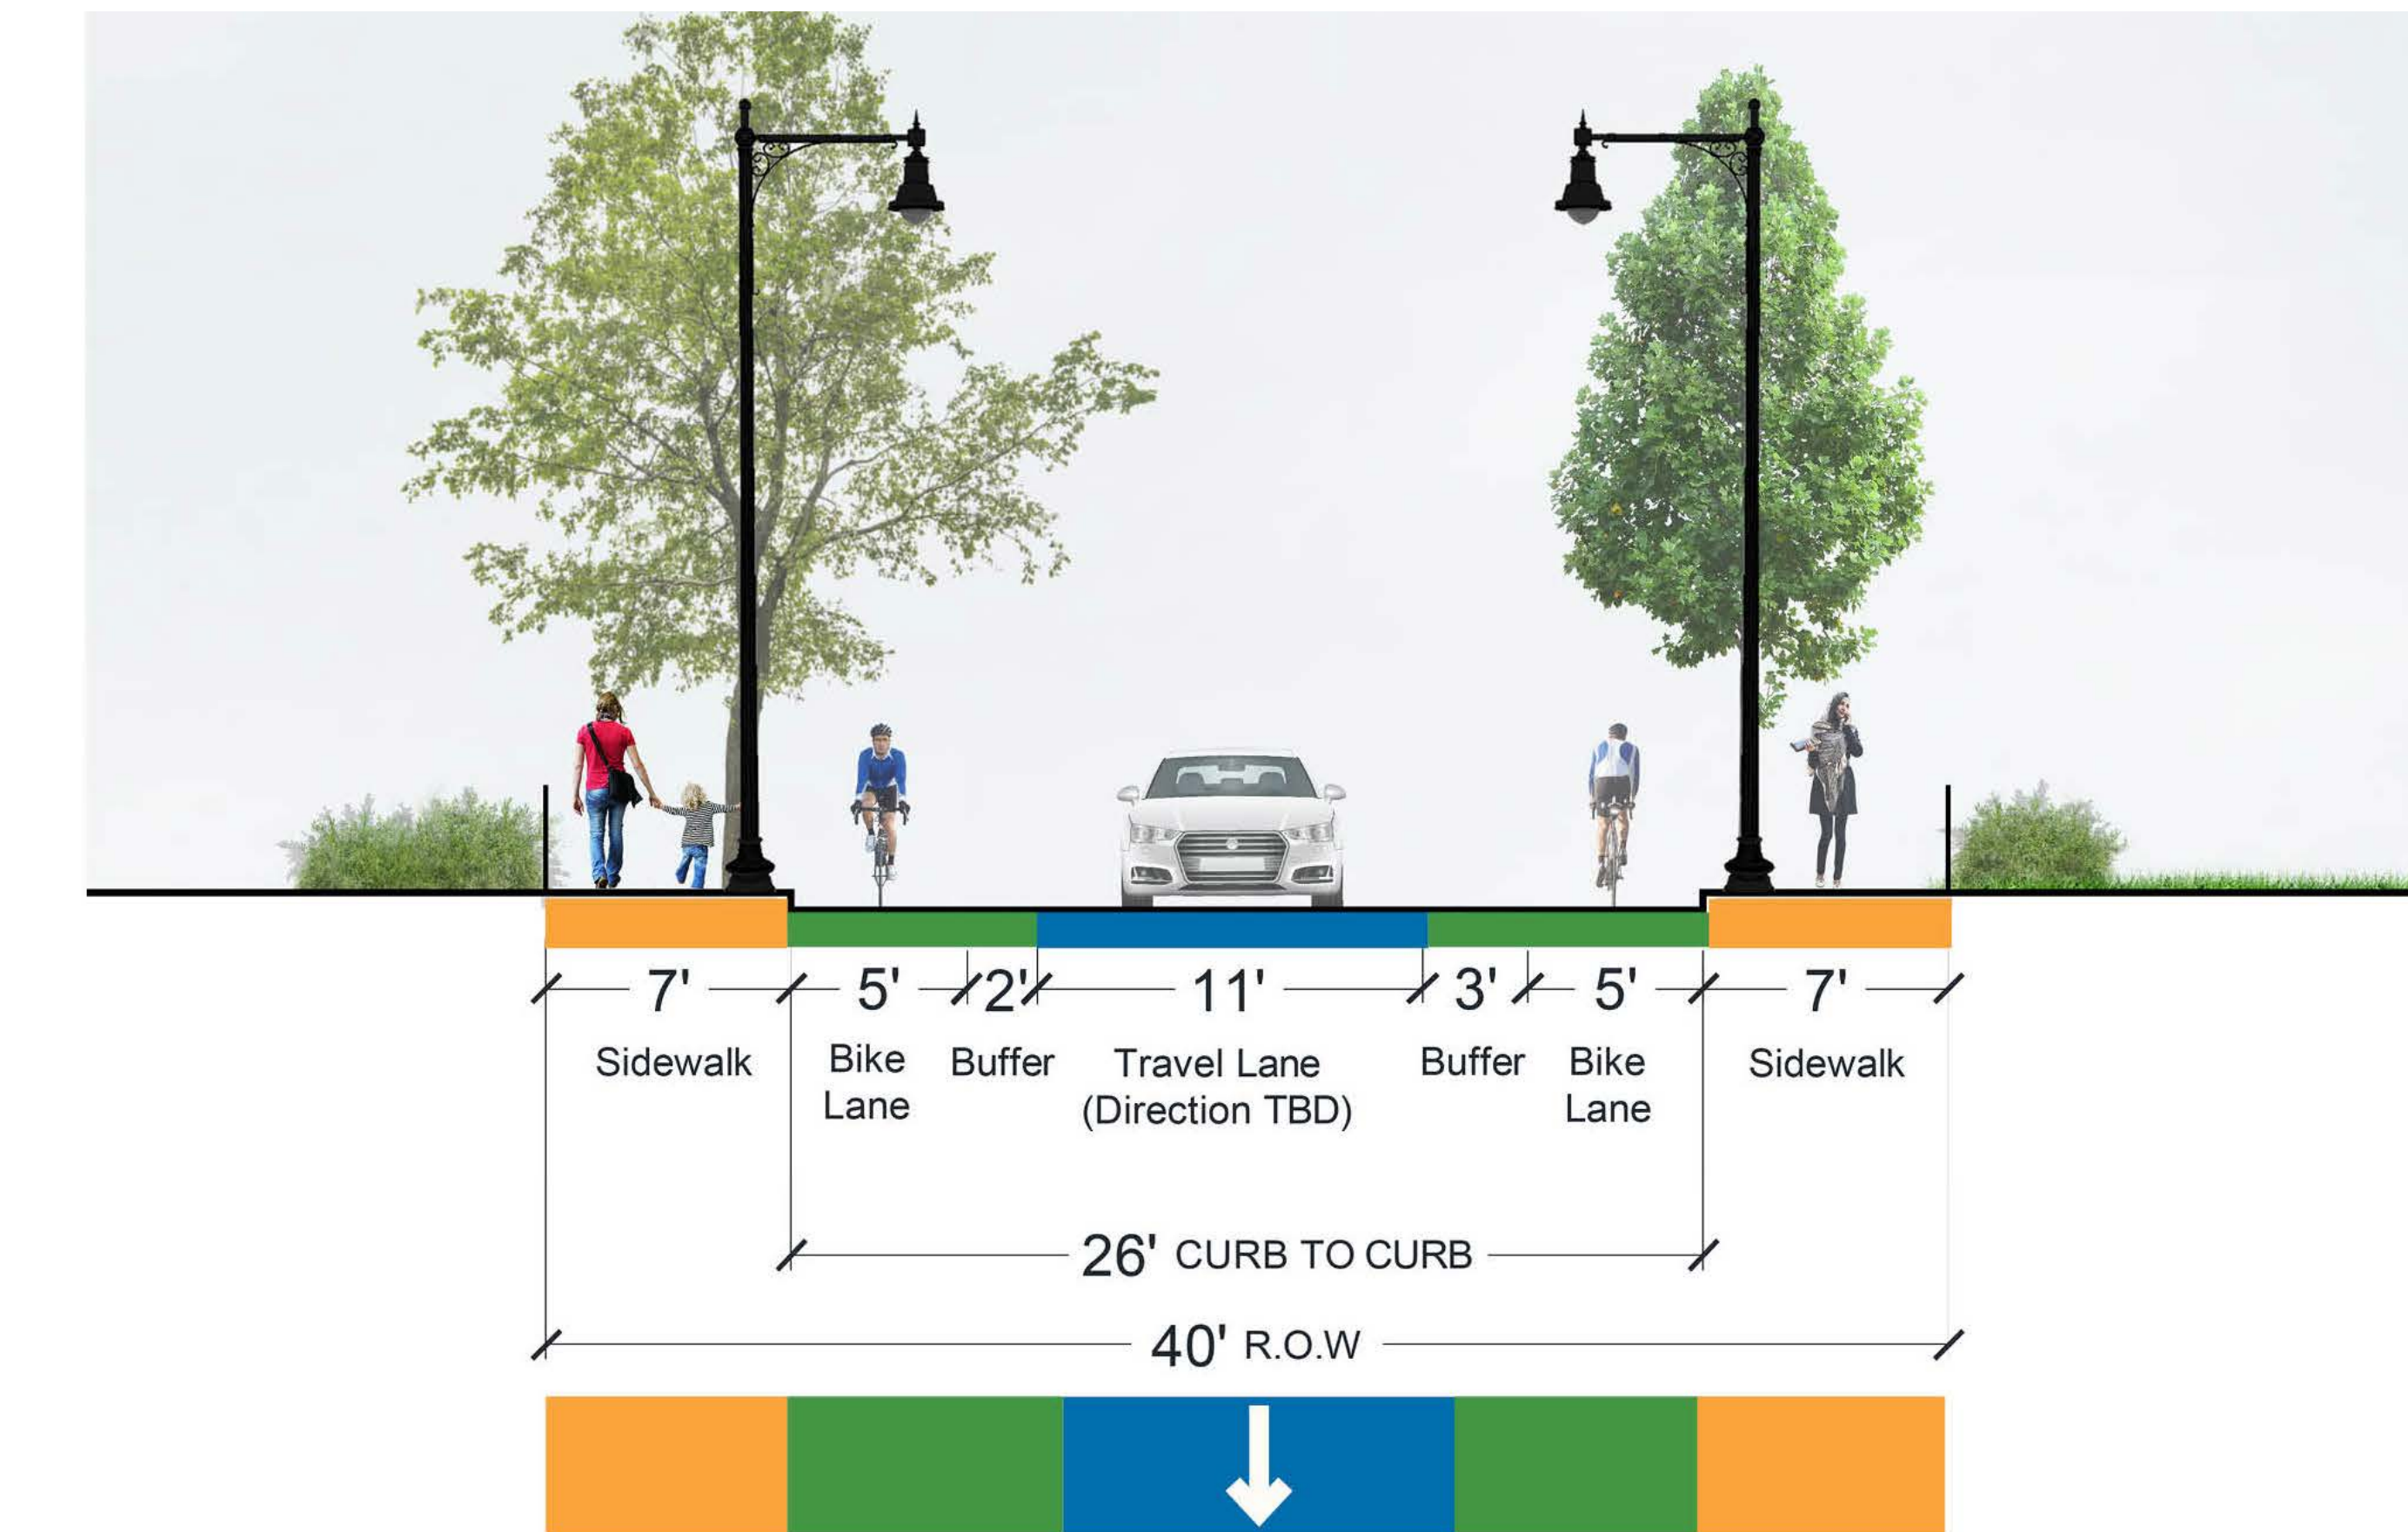 7' 5' 2' 11' 3' 5' 7'
Sidewalk Bike Lane Buffer Travel Lane (Direction TBD) Buffer Bike Lane Sidewalk
26' CURB TO CURB
40' R.O.W